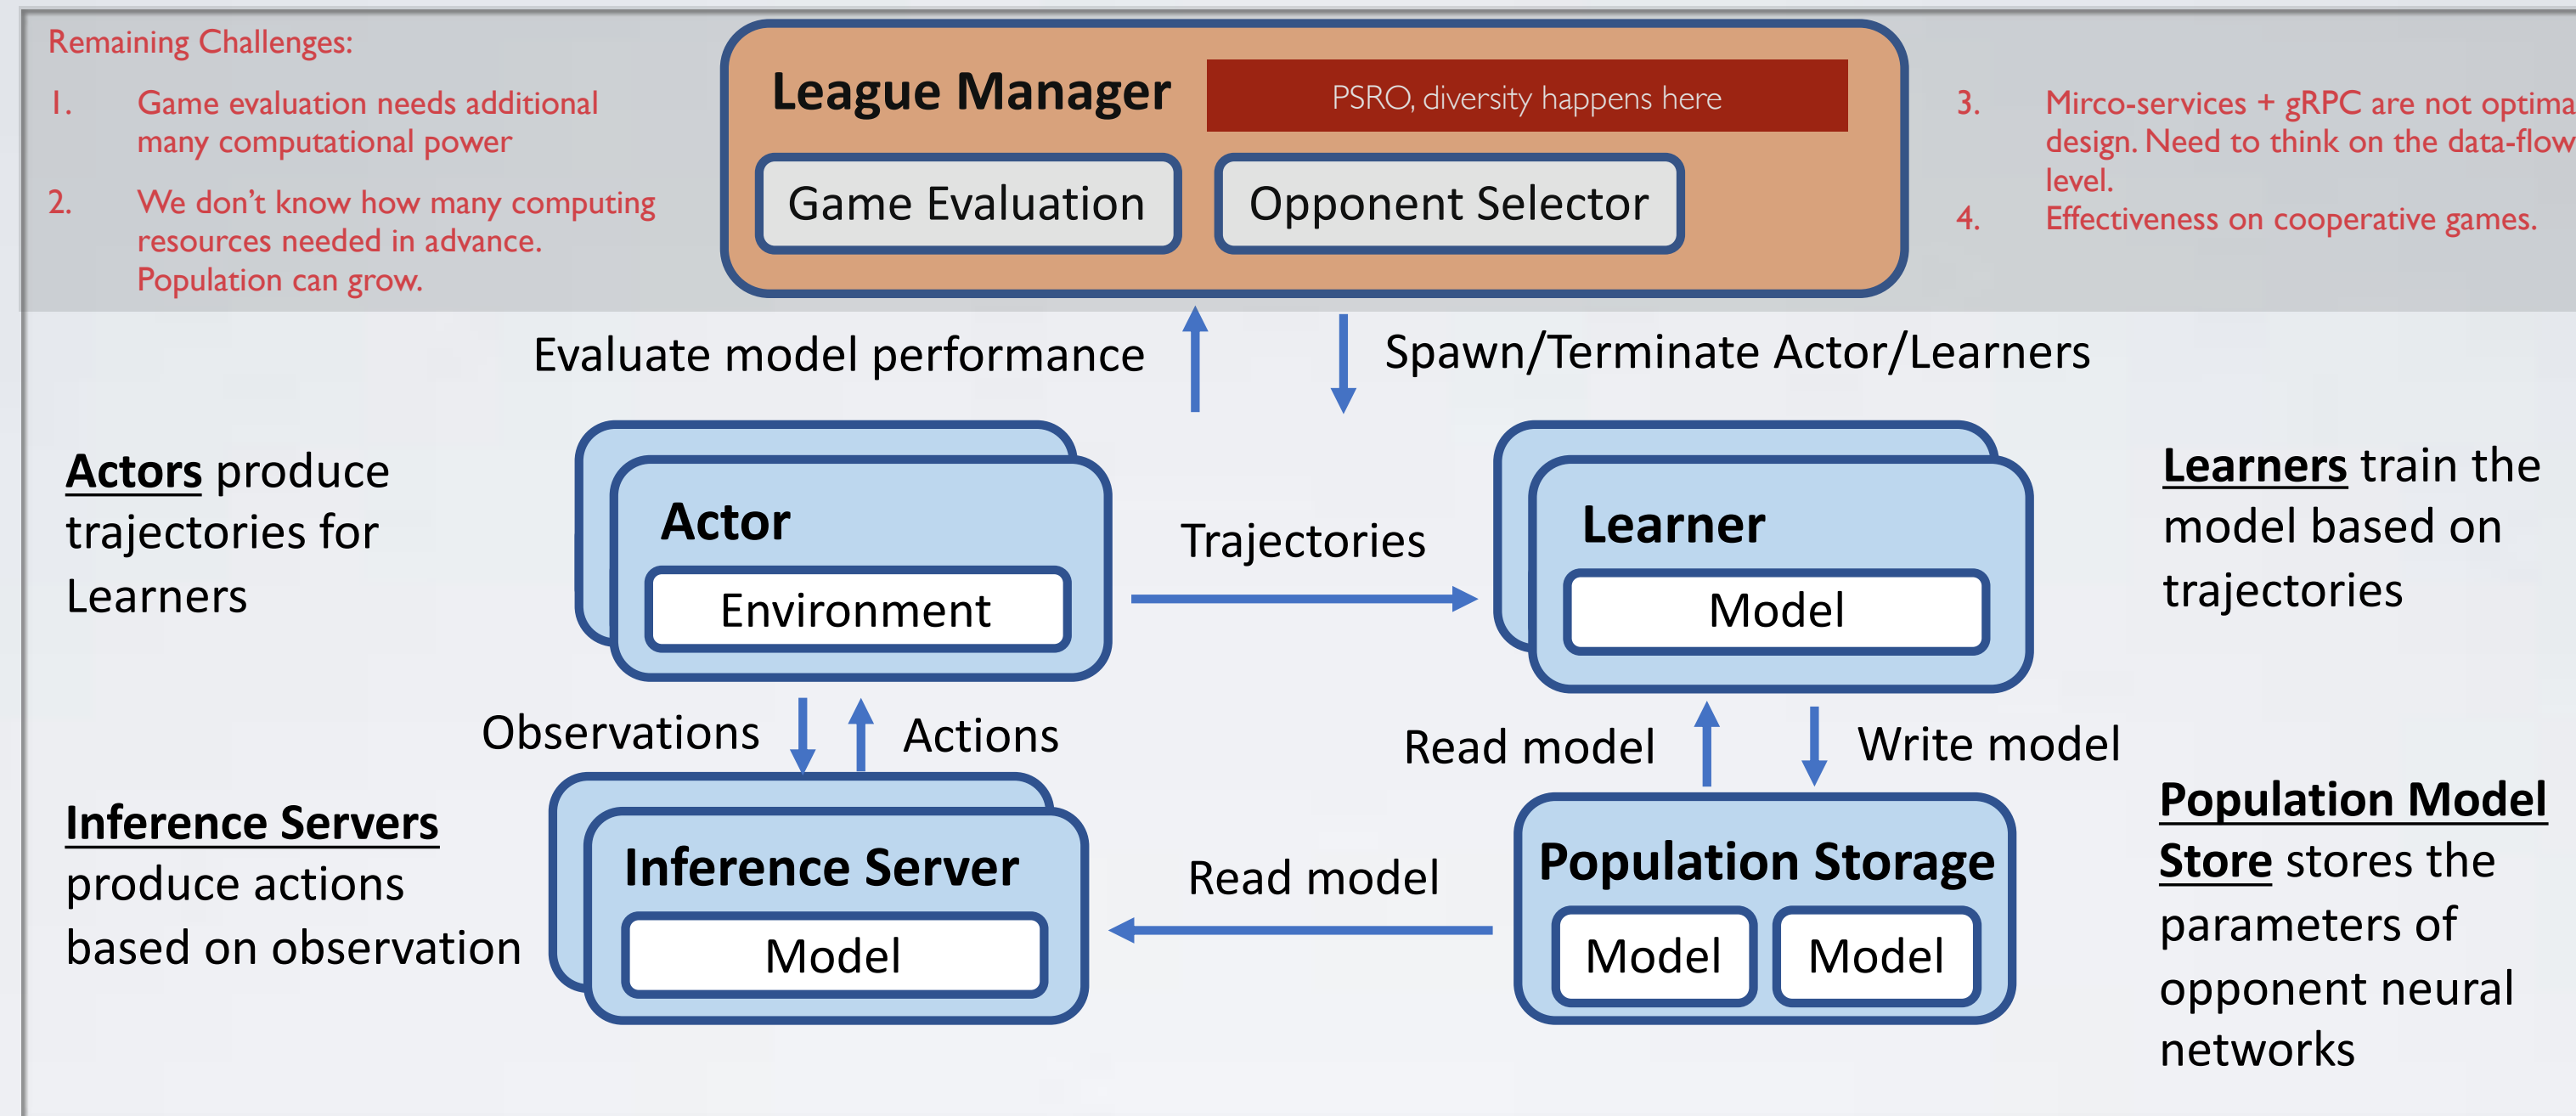 Remaining Challenges:
1. Game evaluation needs additional
many computational power
2. We don't know how many computing
resources needed in advance.
Population can grow.
League Manager
PSRO, diversity happens here
Game Evaluation
Opponent Selector
3. Mirco-services + gRPC are not optima
design. Need to think on the data-flow
level.
4. Effectiveness on cooperative games.
Evaluate model performance
Spawn/Terminate Actor/Learners
Actors produce
trajectories for
Learners
Actor
Environment
Trajectories
Learner
Model
Learners train the
model based on
trajectories
Observations
Actions
Read model
Write model
Inference Servers
produce actions
based on observation
Inference Server
Model
Read model
Population Storage
Model
Model
Population Model
Store stores the
parameters of
opponent neural
networks